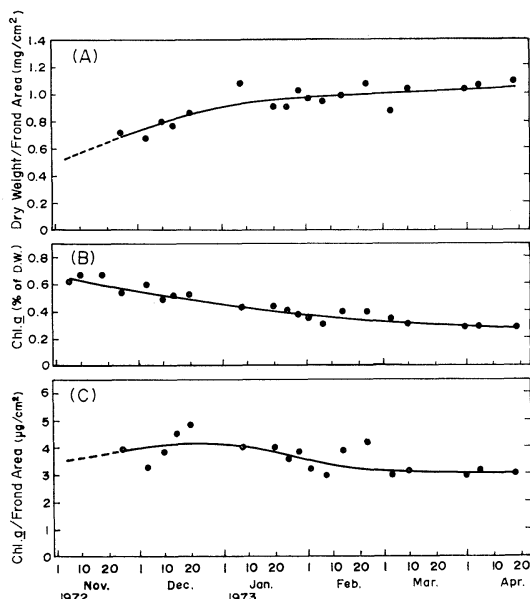 (A)
Dry Weight/Frond Area (mg/cm²)
1.4
1.2
1.0
0.8
0.6
0.4
0.2
0
(B)
Chl.a (% of D.W.)
0.8
0.6
0.4
0.2
0
(C)
Chl.a/Frond Area (μg/cm²)
6
5
4
3
2
1
0
1 10 20 1 10 20 1 10 20 1 10 20 1 10 20 1 10 20
Nov. Dec. Jan. Feb. Mar. Apr.
1972 1973